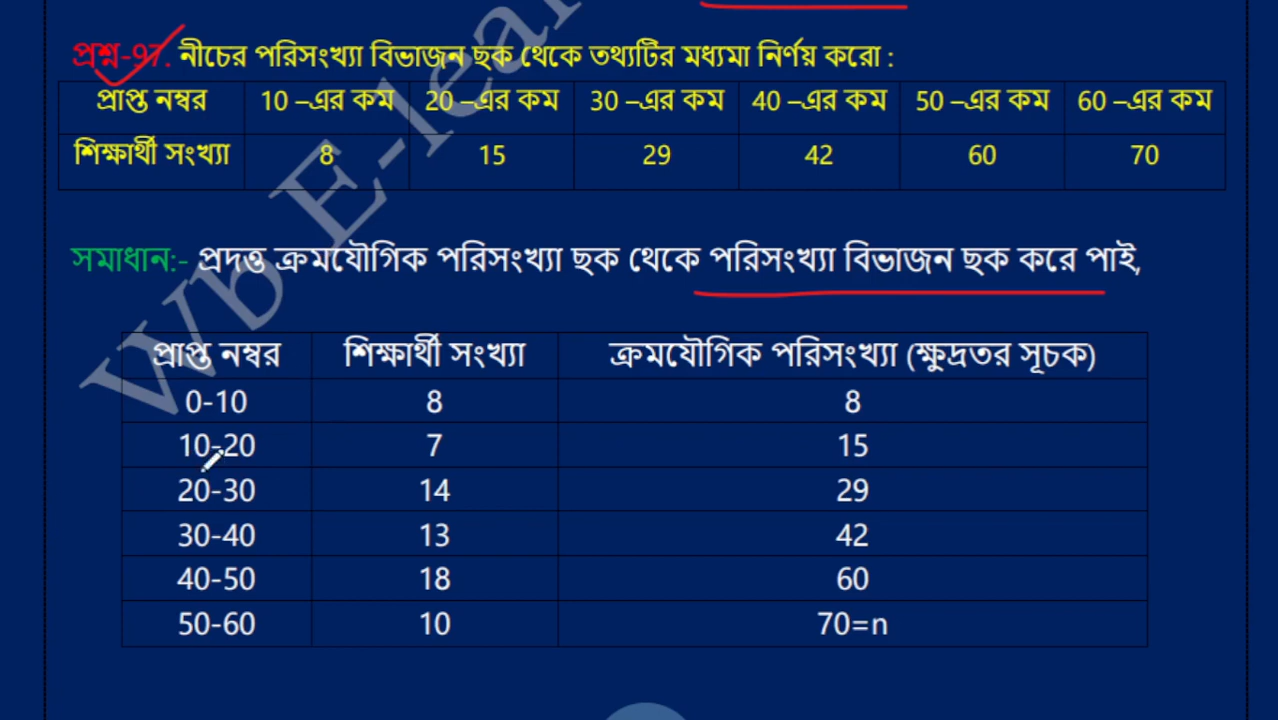 প্রশ্ন-97. নীচের পরিসংখ্যা বিভাজন ছক থেকে তথ্যটির মধ্যমা নির্ণয় করো :
প্রাপ্ত নম্বর 10 –এর কম 20 –এর কম 30 –এর কম 40 –এর কম 50 –এর কম 60 –এর কম
শিক্ষার্থী সংখ্যা 8 15 29 42 60 70
সমাধান:- প্রদত্ত ক্রমযৌগিক পরিসংখ্যা ছক থেকে পরিসংখ্যা বিভাজন ছক করে পাই,
প্রাপ্ত নম্বর শিক্ষার্থী সংখ্যা ক্রমযৌগিক পরিসংখ্যা (ক্ষুদ্রতর সূচক)
0-10 8 8
10-20 7 15
20-30 14 29
30-40 13 42
40-50 18 60
50-60 10 70=n
Wb E-lear